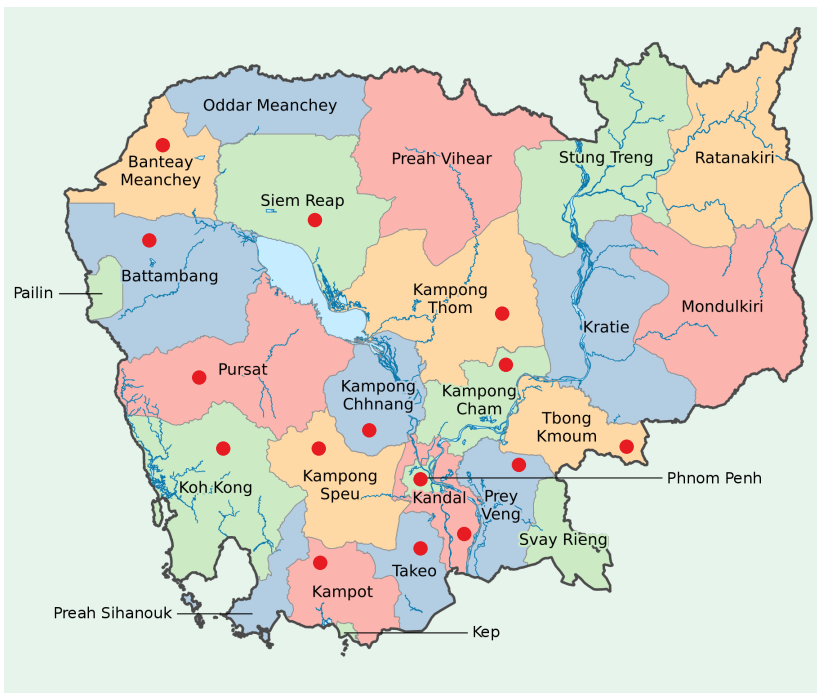 Oddar Meanchey
Banteay
Meanchey
Preah Vihear
Stung Treng
Ratanakiri
Siem Reap
Battambang
Pailin
Kampong
Thom
Kratie
Mondulkiri
Pursat
Kampong
Chhnang
Kampong
Cham
Tbong
Kmoum
Koh Kong
Kampong
Speu
Phnom Penh
Kandal
Prey
Veng
Svay Rieng
Takeo
Kampot
Preah Sihanouk
Kep